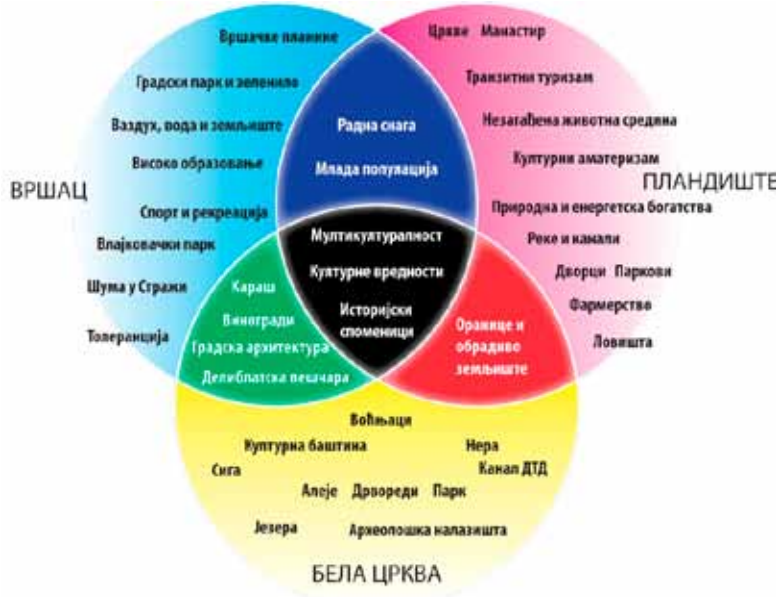 Вршачке планине
Градски парк и зеленило
Ваздух, вода и земљиште
Високо образовање
ВРШАЦ
Спорт и рекреација
Влајковачки парк
Шума у Стражи
Толеранција
Радна снага
Млада популација
Цркве Манастир
Транзитни туризам
Незагађена животна средина
Културни аматеризам
ПЛАНДИШТЕ
Природна и енергетска богатства
Реке и канали
Дворци Паркови
Фармерство
Ловишта
Мултикултуралност
Културне вредности
Историјски
споменици
Караш
Виногради
Градска архитектура
Делиблатска пешчара
Оранице и
обрадиво
земљиште
Воћњаци
Културна баштина
Нера
Сига
Канал ДТД
Алеје Дрвореди Парк
Језера
Археолошка налазишта
БЕЛА ЦРКВА